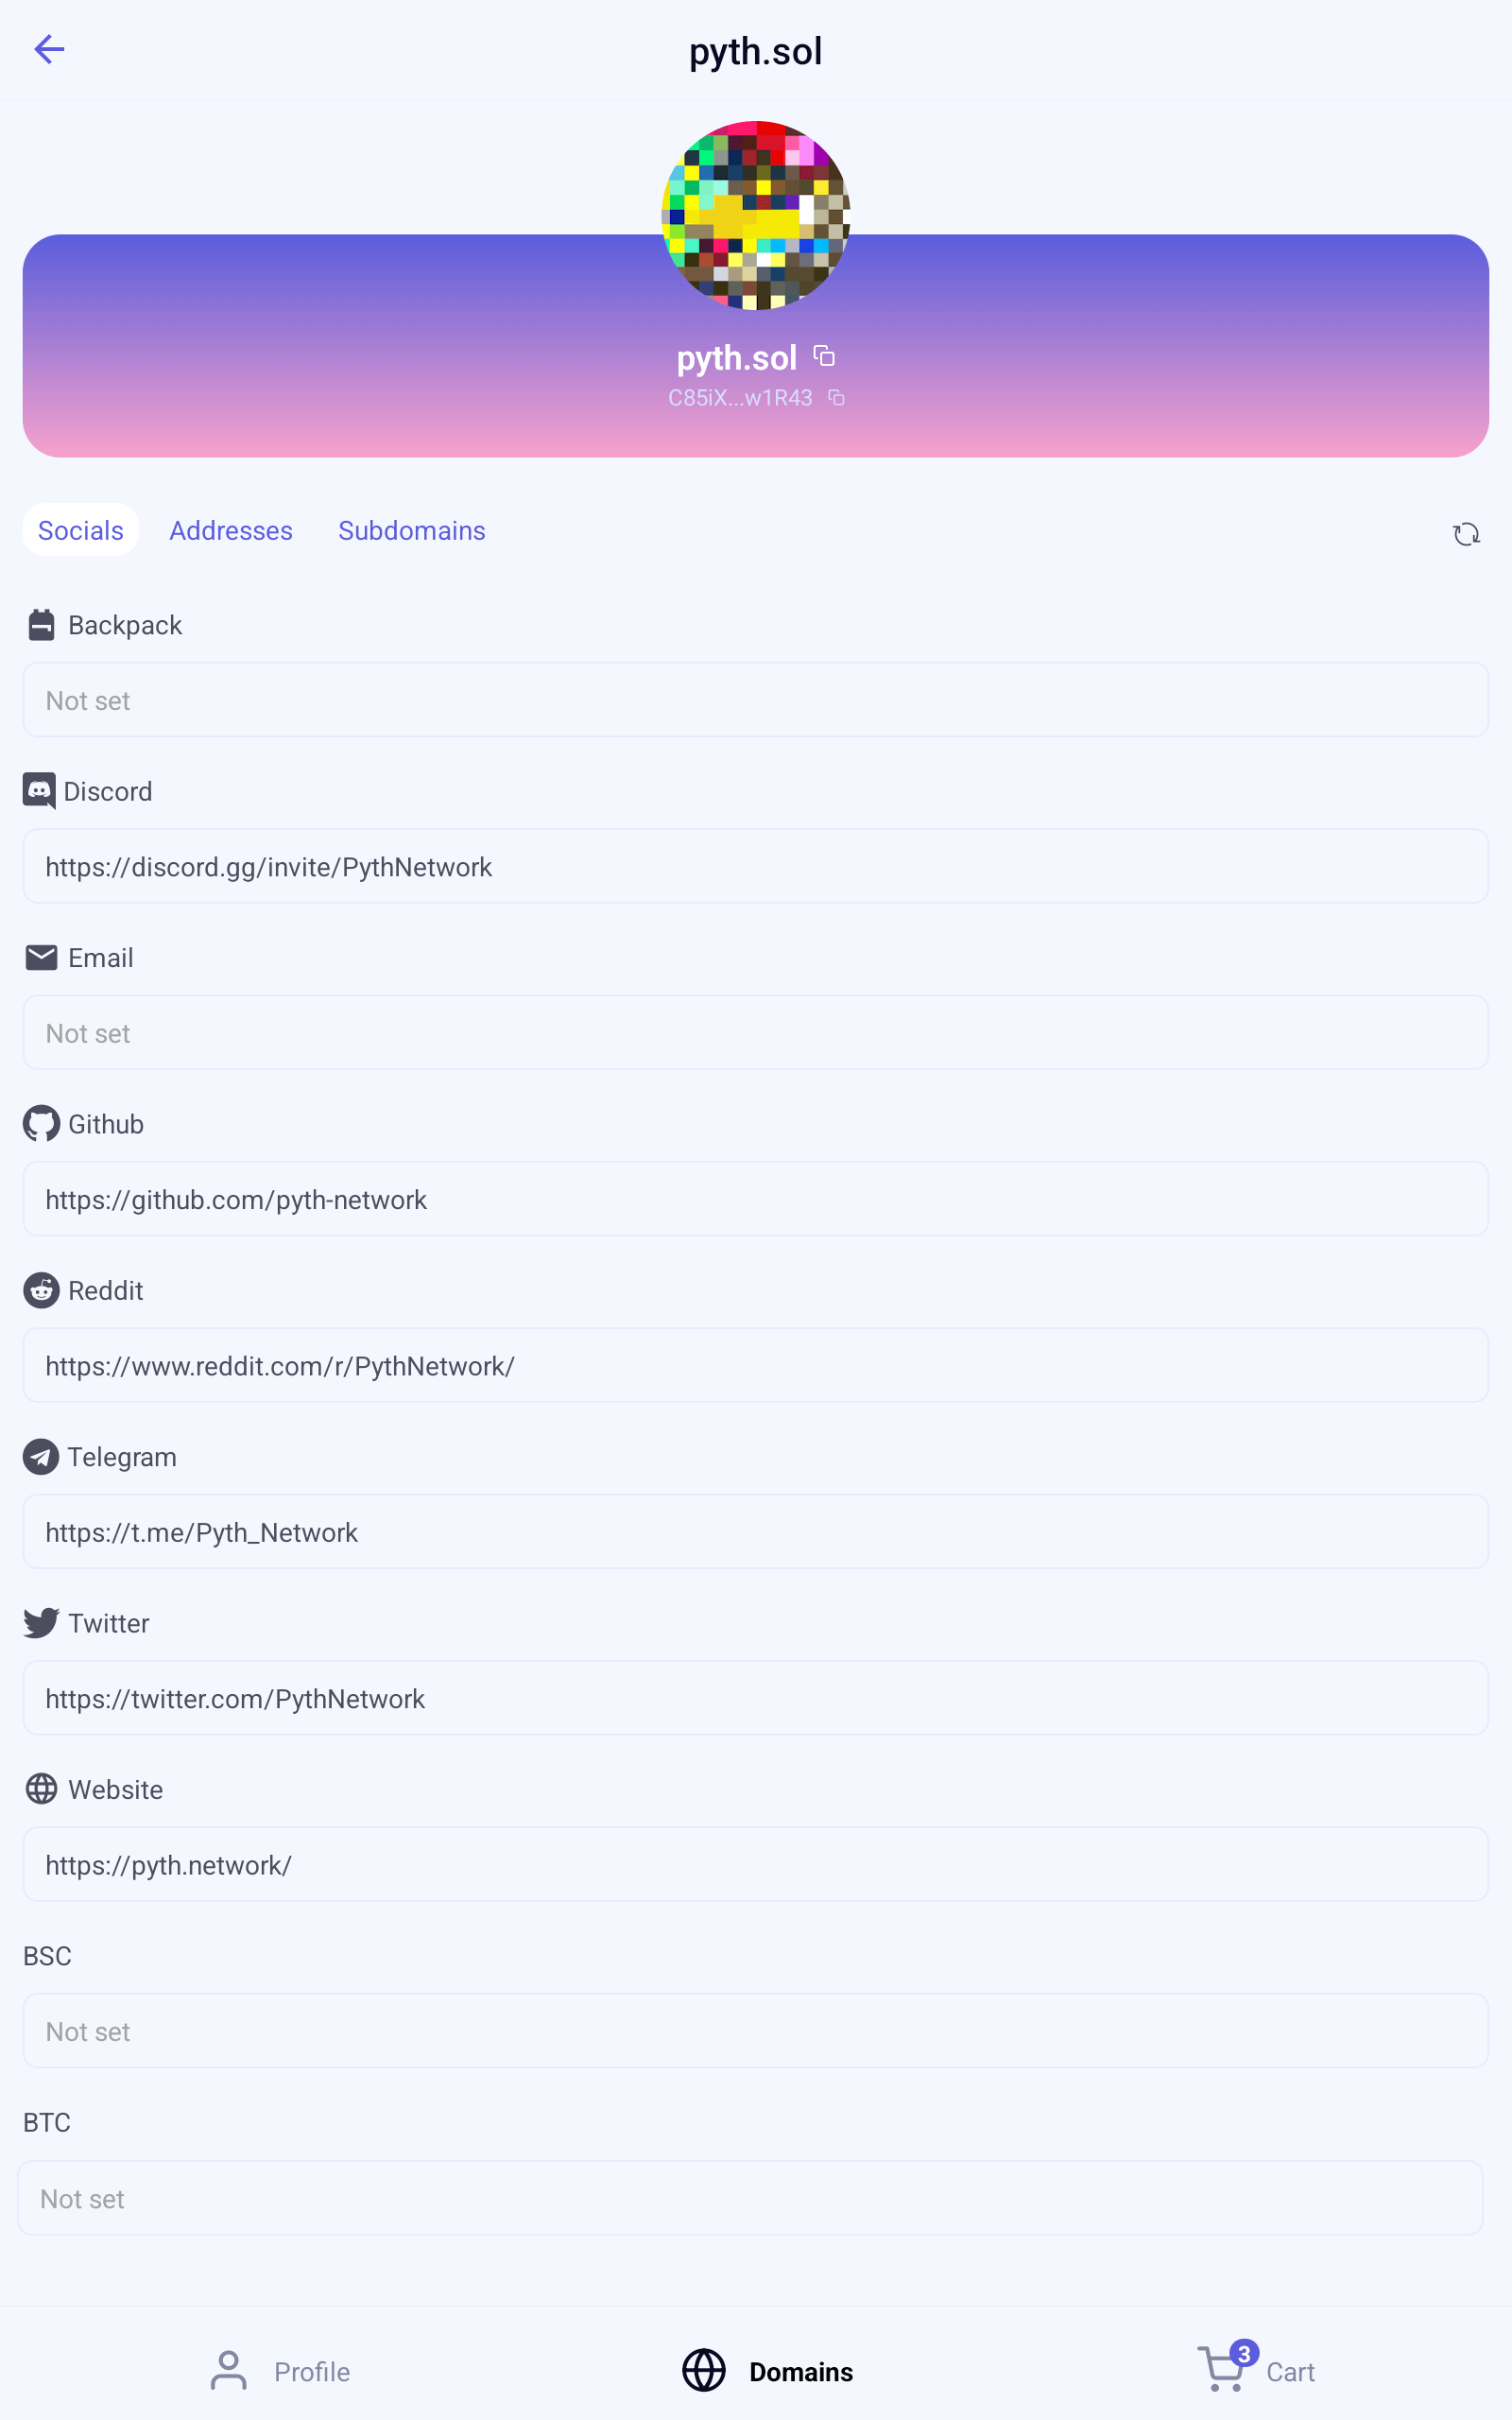 pyth.sol
pyth.sol
C85iX...w1R43
Socials Addresses Subdomains
Backpack
Not set
Discord
https://discord.gg/invite/PythNetwork
Email
Not set
Github
https://github.com/pyth-network
Reddit
https://www.reddit.com/r/PythNetwork/
Telegram
https://t.me/Pyth_Network
Twitter
https://twitter.com/PythNetwork
Website
https://pyth.network/
BSC
Not set
BTC
Not set
Profile Domains 3 Cart